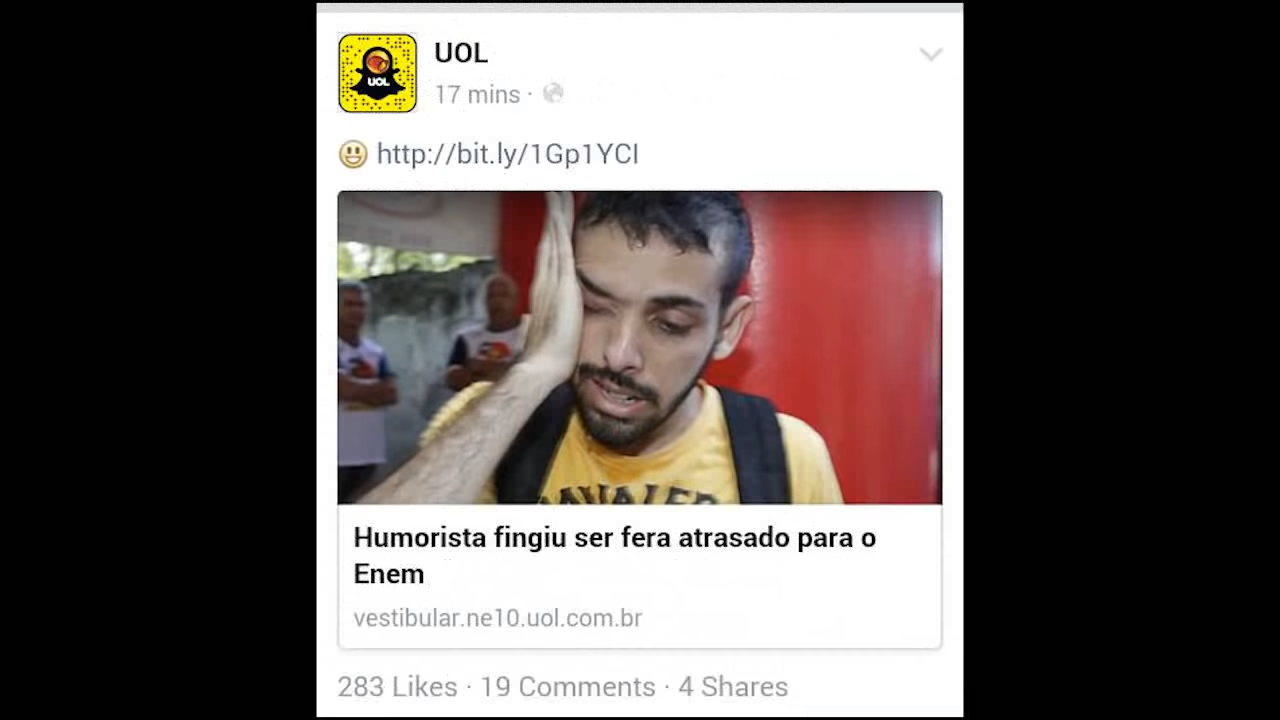 UOL
UOL
17 mins ·
http://bit.ly/1Gp1YCI
Humorista fingiu ser fera atrasado para o
Enem
vestibular.ne10.uol.com.br
283 Likes · 19 Comments · 4 Shares